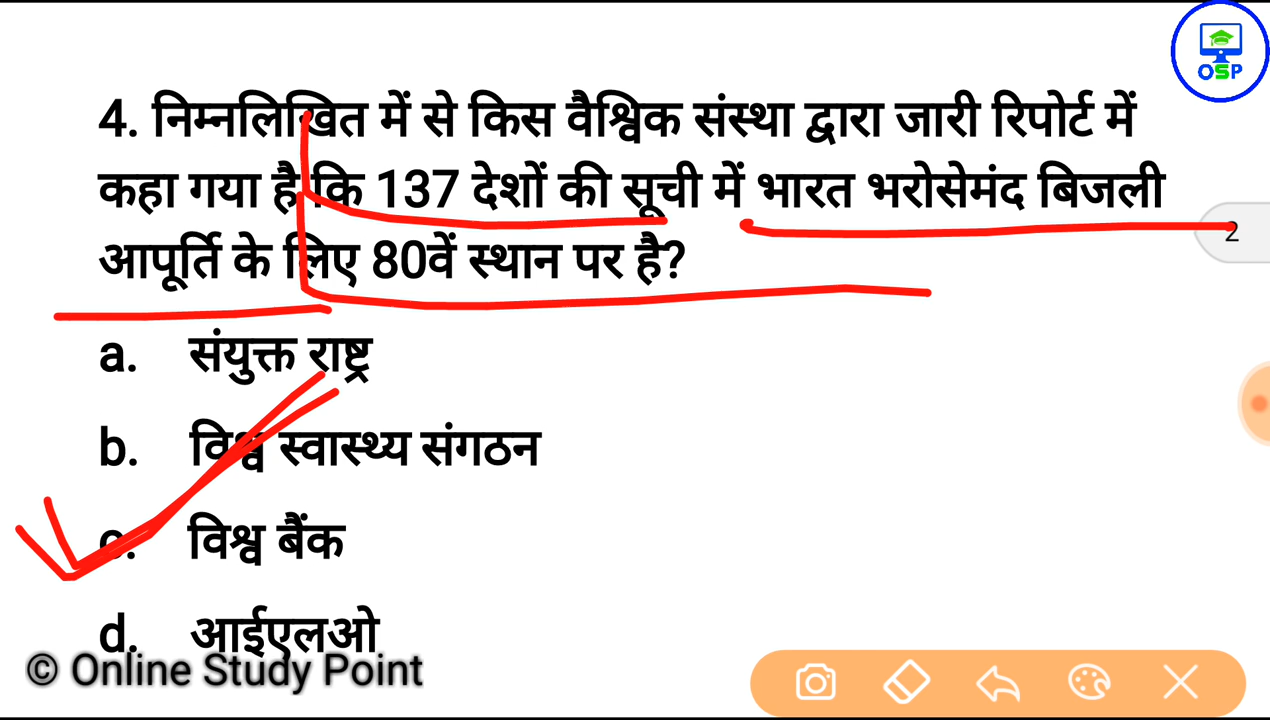 OSP
4. निम्नलिखित में से किस वैश्विक संस्था द्वारा जारी रिपोर्ट में
कहा गया है कि 137 देशों की सूची में भारत भरोसेमंद बिजली
2
आपूर्ति के लिए 80वें स्थान पर है?
a. संयुक्त राष्ट्र
b. विश्व स्वास्थ्य संगठन
c. विश्व बैंक
d. आईएलओ
© Online Study Point